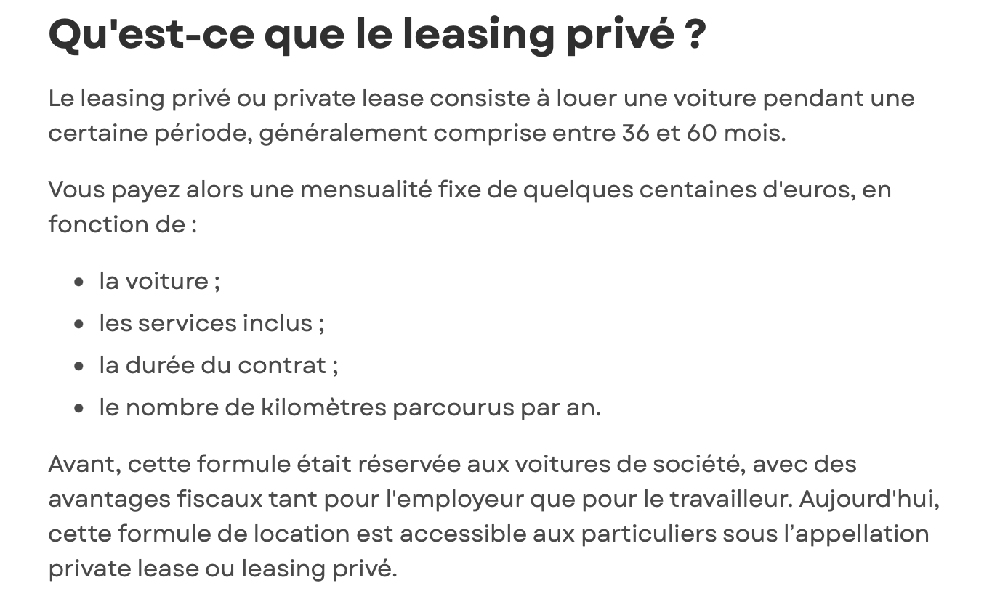 Qu'est-ce que le leasing privé ?
Le leasing privé ou private lease consiste à louer une voiture pendant une
certaine période, généralement comprise entre 36 et 60 mois.
Vous payez alors une mensualité fixe de quelques centaines d'euros, en
fonction de :
• la voiture ;
• les services inclus ;
• la durée du contrat ;
• le nombre de kilomètres parcourus par an.
Avant, cette formule était réservée aux voitures de société, avec des
avantages fiscaux tant pour l'employeur que pour le travailleur. Aujourd'hui,
cette formule de location est accessible aux particuliers sous l’appellation
private lease ou leasing privé.